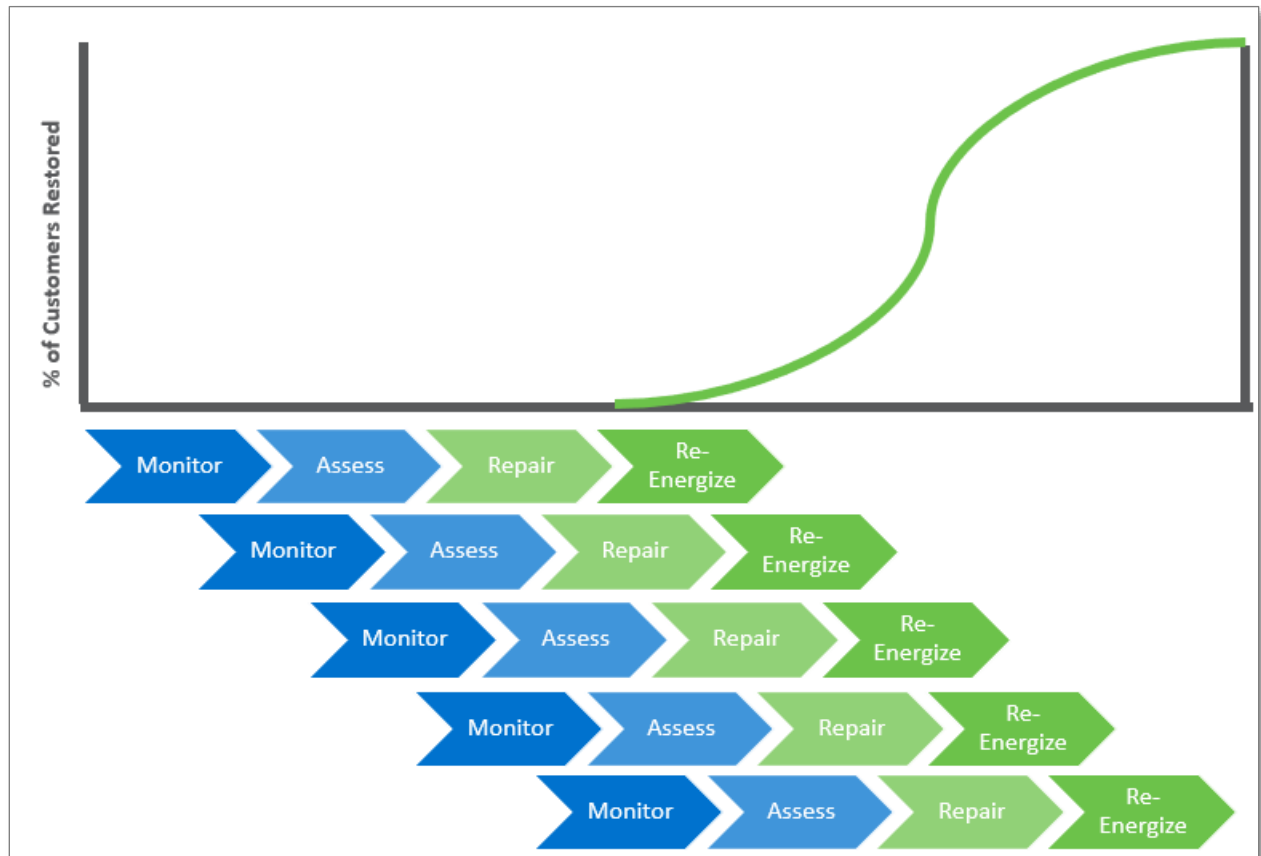 % of Customers Restored
Monitor
Assess
Repair
Re-
Energize
Monitor
Assess
Repair
Re-
Energize
Monitor
Assess
Repair
Re-
Energize
Monitor
Assess
Repair
Re-
Energize
Monitor
Assess
Repair
Re-
Energize